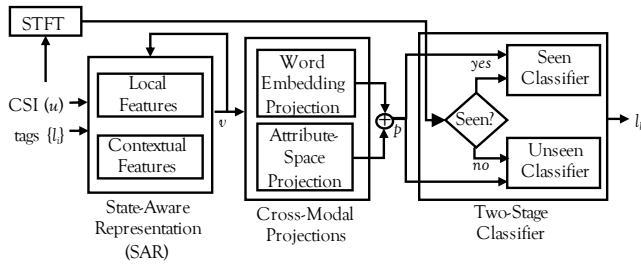 STFT
CSI (u)
tags {lᵢ}
Local
Features
Contextual
Features
State-Aware
Representation
(SAR)
v
Word
Embedding
Projection
Attribute-
Space
Projection
Cross-Modal
Projections
p
Seen?
yes
no
Seen
Classifier
Unseen
Classifier
Two-Stage
Classifier
lᵢ